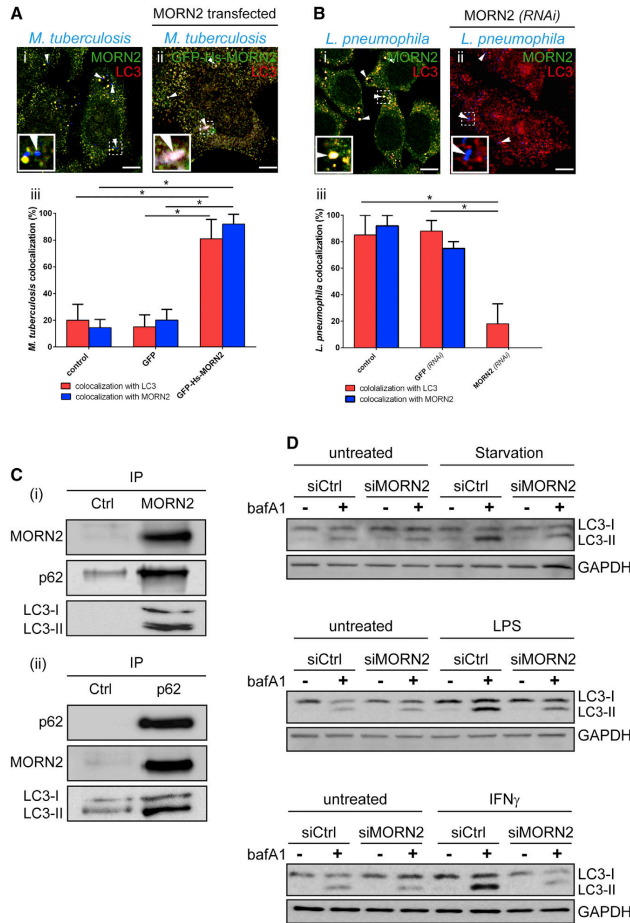 A
MORN2 transfected
M. tuberculosis
M. tuberculosis
i
MORN2
LC3
ii
GFP-Hs-MORN2
LC3
iii
M. tuberculosis colocalization (%)
100
80
60
40
20
0
*
*
*
*
control
GFP
GFP-Hs-MORN2
colocalization with LC3
colocalization with MORN2
B
MORN2 (RNAi)
L. pneumophila
L. pneumophila
i
MORN2
LC3
ii
MORN2
LC3
iii
L. pneumophila colocalization (%)
100
80
60
40
20
0
*
*
control
GFP (RNAi)
MORN2 (RNAi)
cololalization with LC3
colocalization with MORN2
C
(i)
IP
Ctrl MORN2
MORN2
p62
LC3-I
LC3-II
(ii)
IP
Ctrl p62
p62
MORN2
LC3-I
LC3-II
D
untreated Starvation
siCtrl siMORN2 siCtrl siMORN2
bafA1 - + - + - + - +
LC3-I
LC3-II
GAPDH
untreated LPS
siCtrl siMORN2 siCtrl siMORN2
bafA1 - + - + - + - +
LC3-I
LC3-II
GAPDH
untreated IFNγ
siCtrl siMORN2 siCtrl siMORN2
bafA1 - + - + - + - +
LC3-I
LC3-II
GAPDH